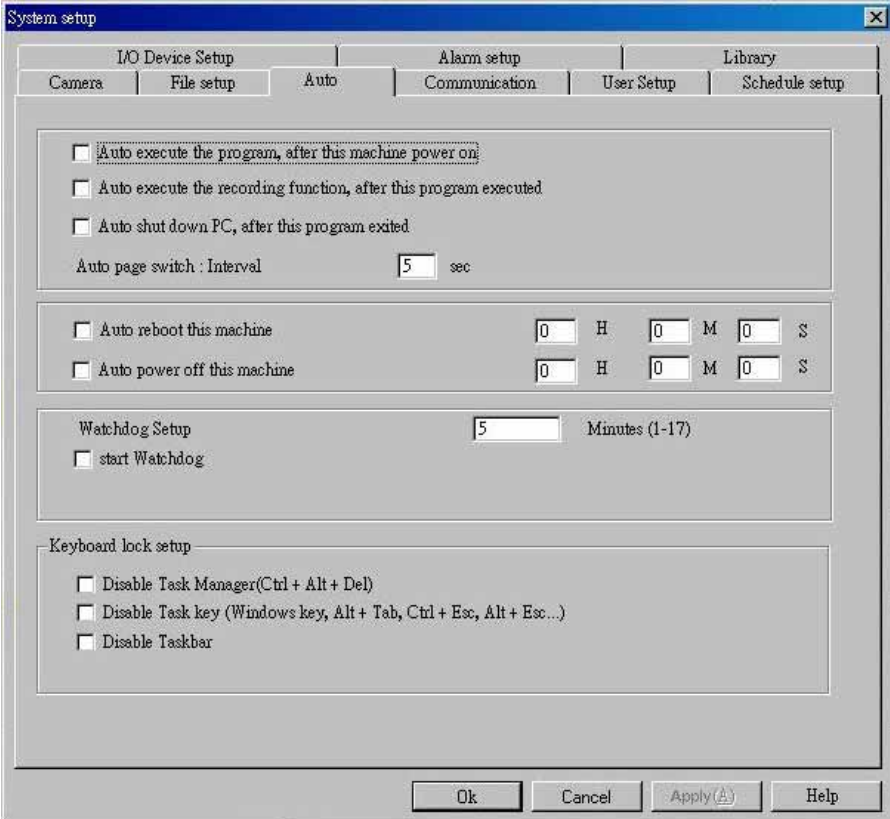 System setup
I/O Device Setup Alarm setup Library
Camera File setup Auto Communication User Setup Schedule setup
Auto execute the program, after this machine power on
Auto execute the recording function, after this program executed
Auto shut down PC, after this program exited
Auto page switch : Interval 5 sec
Auto reboot this machine 0 H 0 M 0 S
Auto power off this machine 0 H 0 M 0 S
Watchdog Setup 5 Minutes (1-17)
start Watchdog
Keyboard lock setup
Disable Task Manager(Ctrl + Alt + Del)
Disable Task key (Windows key, Alt + Tab, Ctrl + Esc, Alt + Esc...)
Disable Taskbar
Ok Cancel Apply(A) Help